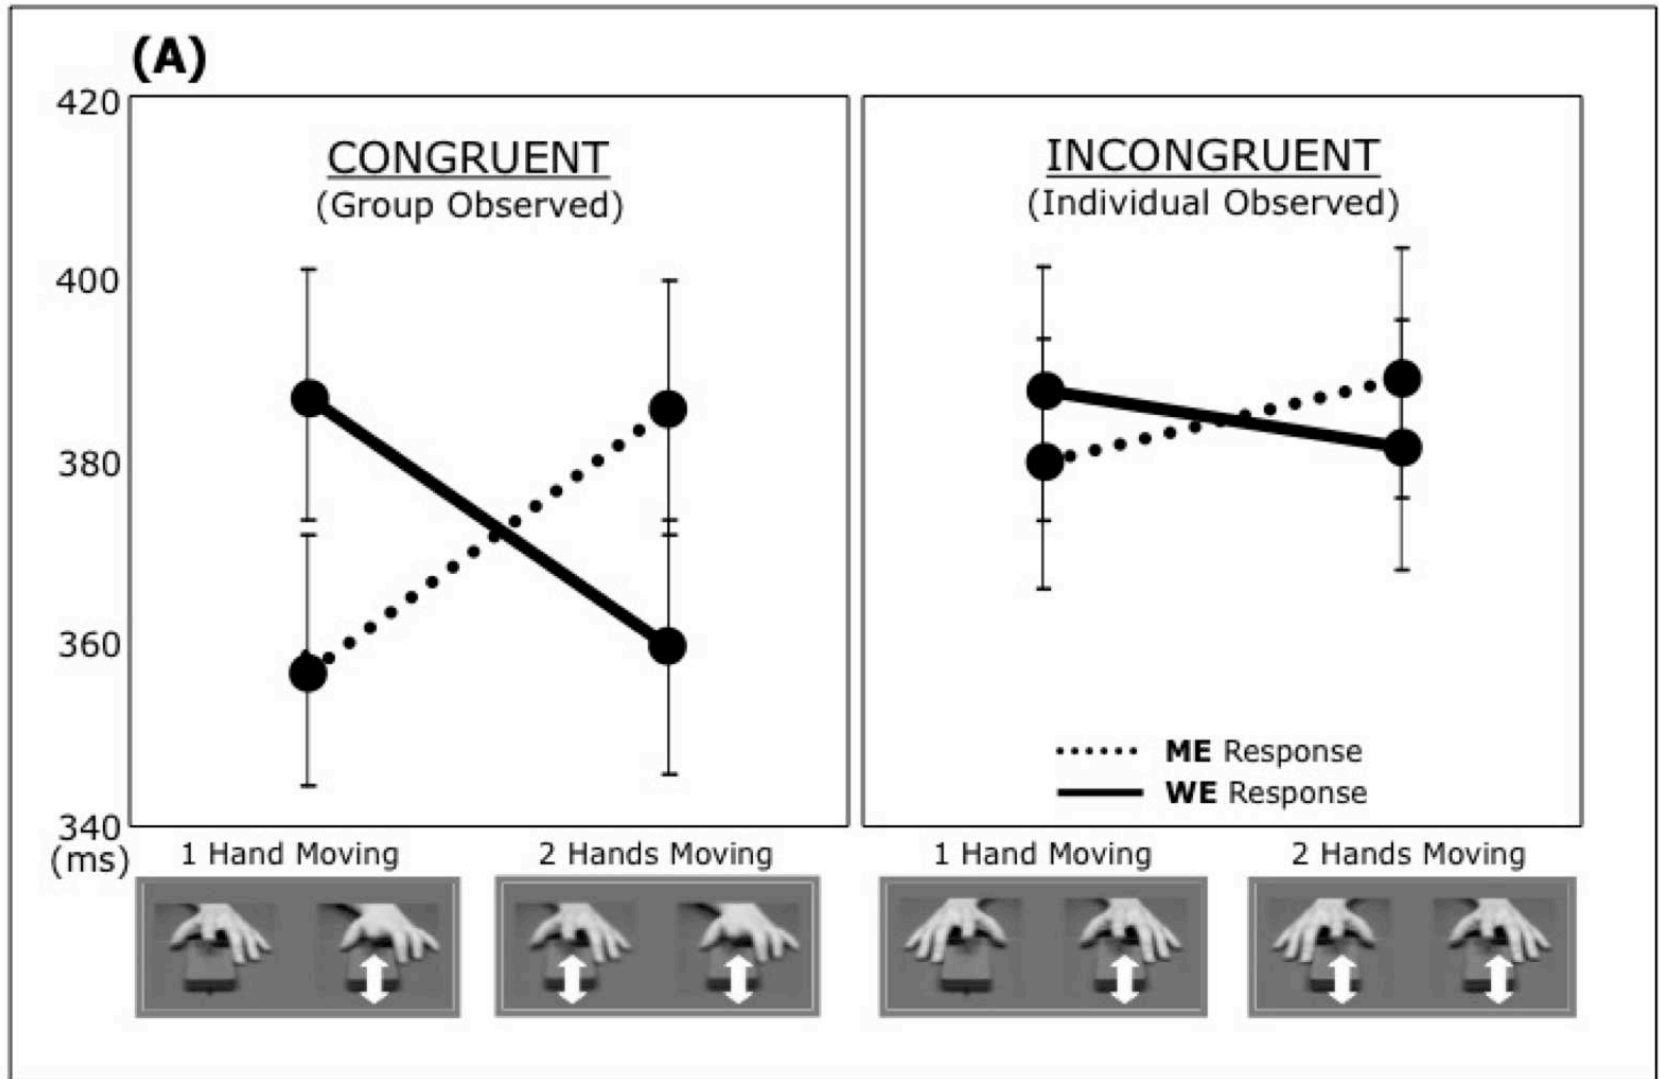 (A)
420
400
380
360
340
(ms)
CONGRUENT
(Group Observed)
INCONGRUENT
(Individual Observed)
ME Response
WE Response
1 Hand Moving
2 Hands Moving
1 Hand Moving
2 Hands Moving